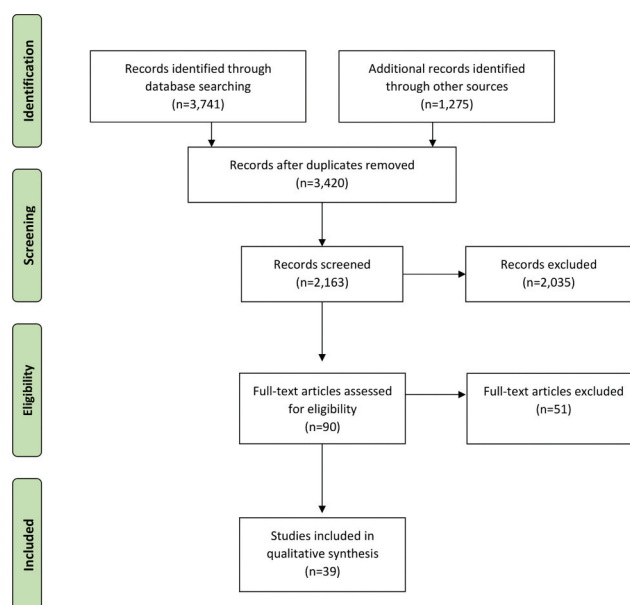 Identification
Records identified through
database searching
(n=3,741)
Additional records identified
through other sources
(n=1,275)
Records after duplicates removed
(n=3,420)
Screening
Records screened
(n=2,163)
Records excluded
(n=2,035)
Eligibility
Full-text articles assessed
for eligibility
(n=90)
Full-text articles excluded
(n=51)
Included
Studies included in
qualitative synthesis
(n=39)